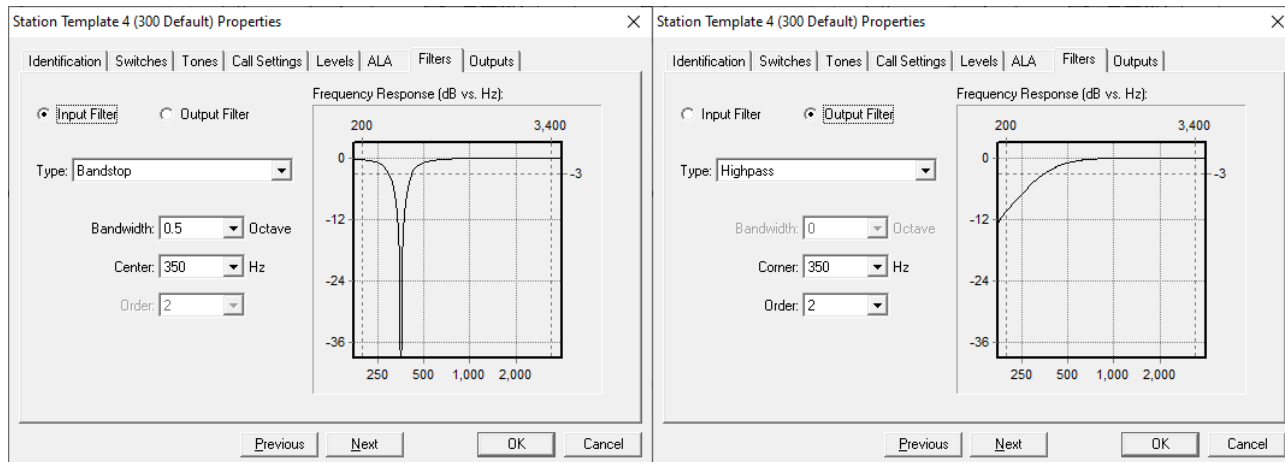 Station Template 4 (300 Default) Properties
Identification Switches Tones Call Settings Levels ALA Filters Outputs
Input Filter Output Filter
Type: Bandstop
Bandwidth: 0.5 Octave
Center: 350 Hz
Order: 2
Frequency Response (dB vs. Hz):
200 3,400
0
-3
-12
-24
-36
250 500 1,000 2,000
Previous Next OK Cancel
Station Template 4 (300 Default) Properties
Identification Switches Tones Call Settings Levels ALA Filters Outputs
Input Filter Output Filter
Type: Highpass
Bandwidth: 0 Octave
Corner: 350 Hz
Order: 2
Frequency Response (dB vs. Hz):
200 3,400
0
-3
-12
-24
-36
250 500 1,000 2,000
Previous Next OK Cancel